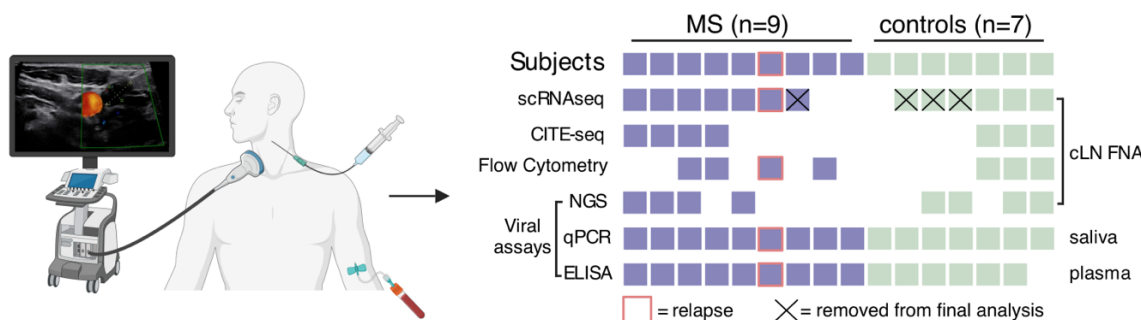 MS (n=9) controls (n=7)
Subjects
scRNAseq
CITE-seq
Flow Cytometry
cLN FNA
NGS
Viral assays
qPCR saliva
ELISA plasma
= relapse = removed from final analysis